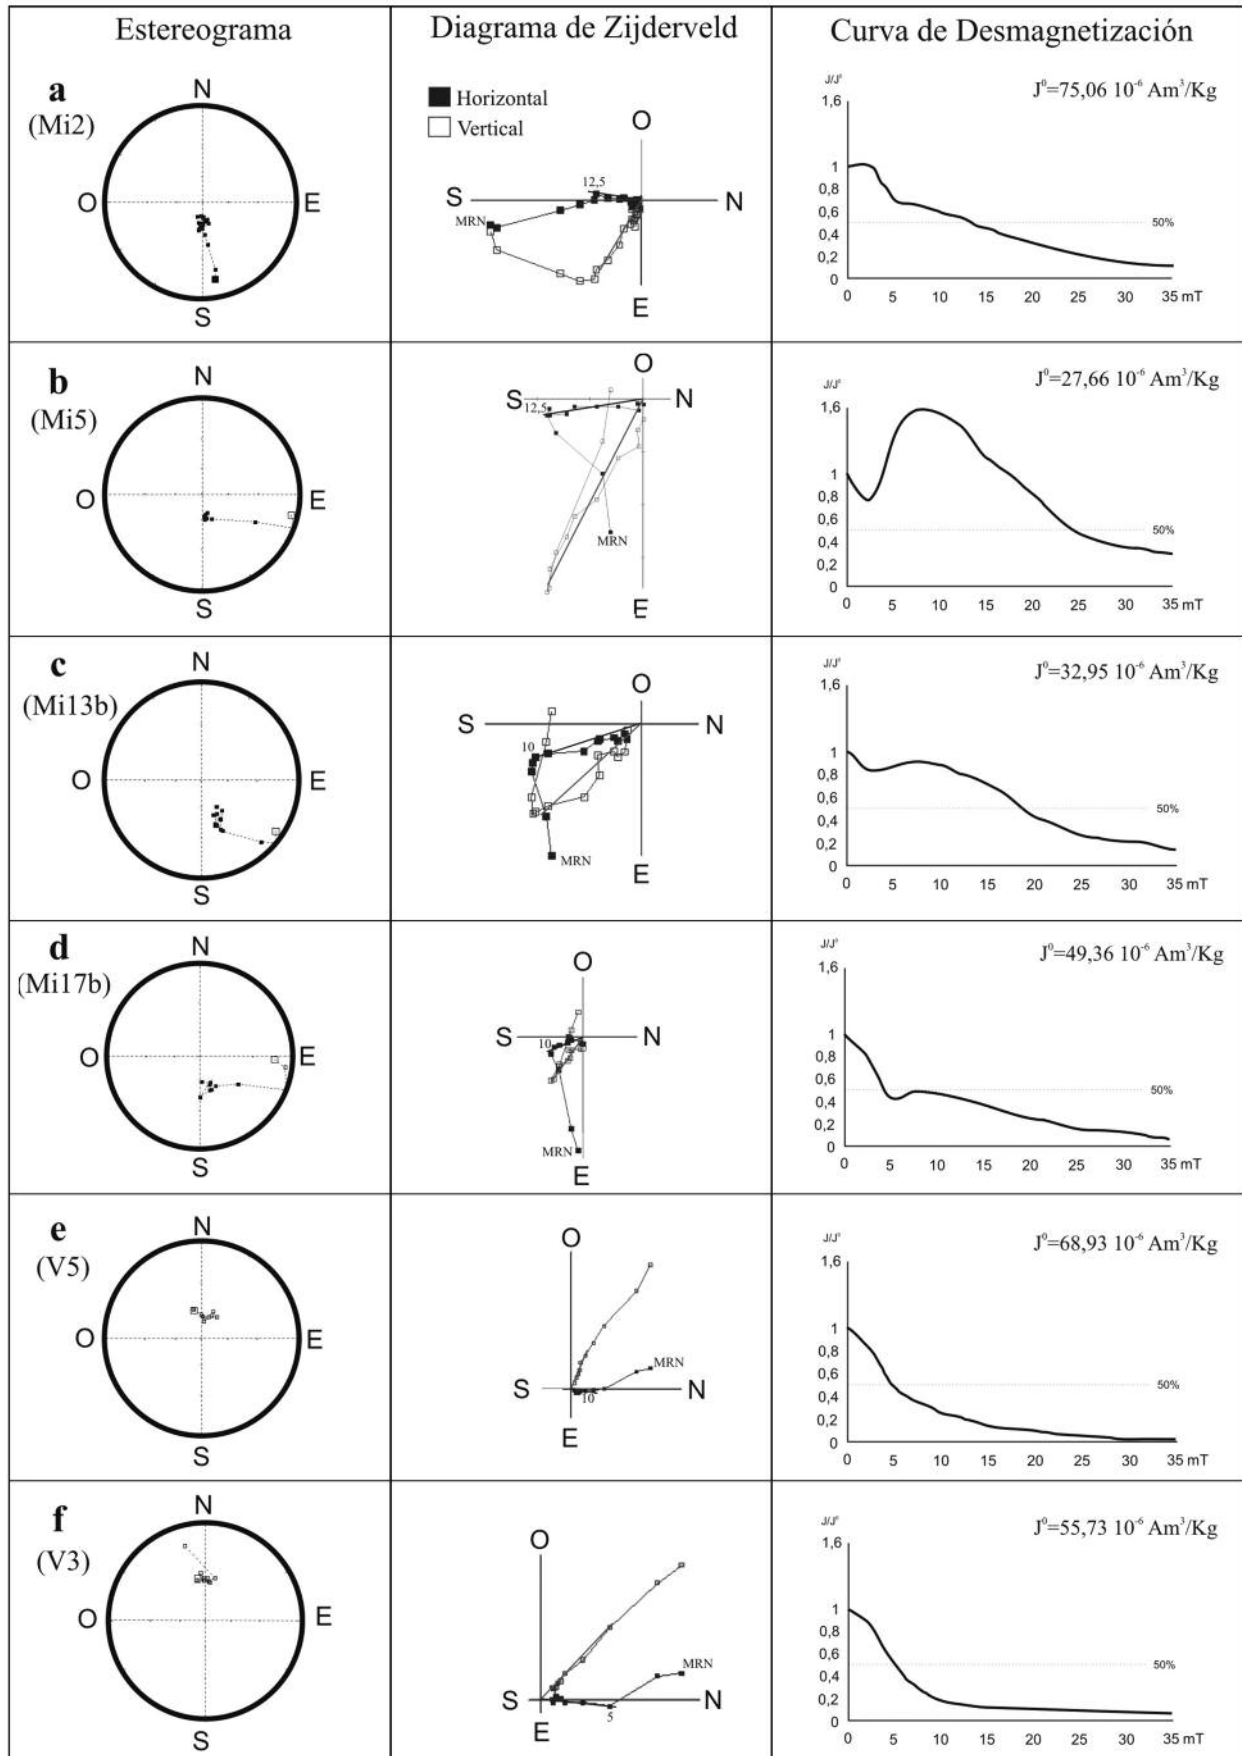 Estereograma
Diagrama de Zijderveld
Curva de Desmagnetización
a
(Mi2)
N
O
E
S
Horizontal
Vertical
O
S
N
E
12,5
MRN
J/J⁰
J⁰=75,06 10⁻⁶ Am³/Kg
1,6
1
0,8
0,6
0,4
0,2
0
50%
0 5 10 15 20 25 30 35 mT
b
(Mi5)
N
O
E
S
O
S
N
E
12,5
MRN
J/J⁰
J⁰=27,66 10⁻⁶ Am³/Kg
1,6
1
0,8
0,6
0,4
0,2
0
50%
0 5 10 15 20 25 30 35 mT
c
(Mi13b)
N
O
E
S
O
S
N
E
10
MRN
J/J⁰
J⁰=32,95 10⁻⁶ Am³/Kg
1,6
1
0,8
0,6
0,4
0,2
0
50%
0 5 10 15 20 25 30 35 mT
d
(Mi17b)
N
O
E
S
O
S
N
E
10
MRN
J/J⁰
J⁰=49,36 10⁻⁶ Am³/Kg
1,6
1
0,8
0,6
0,4
0,2
0
50%
0 5 10 15 20 25 30 35 mT
e
(V5)
N
O
E
S
O
S
N
E
MRN
10
J/J⁰
J⁰=68,93 10⁻⁶ Am³/Kg
1,6
1
0,8
0,6
0,4
0,2
0
50%
0 5 10 15 20 25 30 35 mT
f
(V3)
N
O
E
S
O
S
N
E
MRN
5
J/J⁰
J⁰=55,73 10⁻⁶ Am³/Kg
1,6
1
0,8
0,6
0,4
0,2
0
50%
0 5 10 15 20 25 30 35 mT